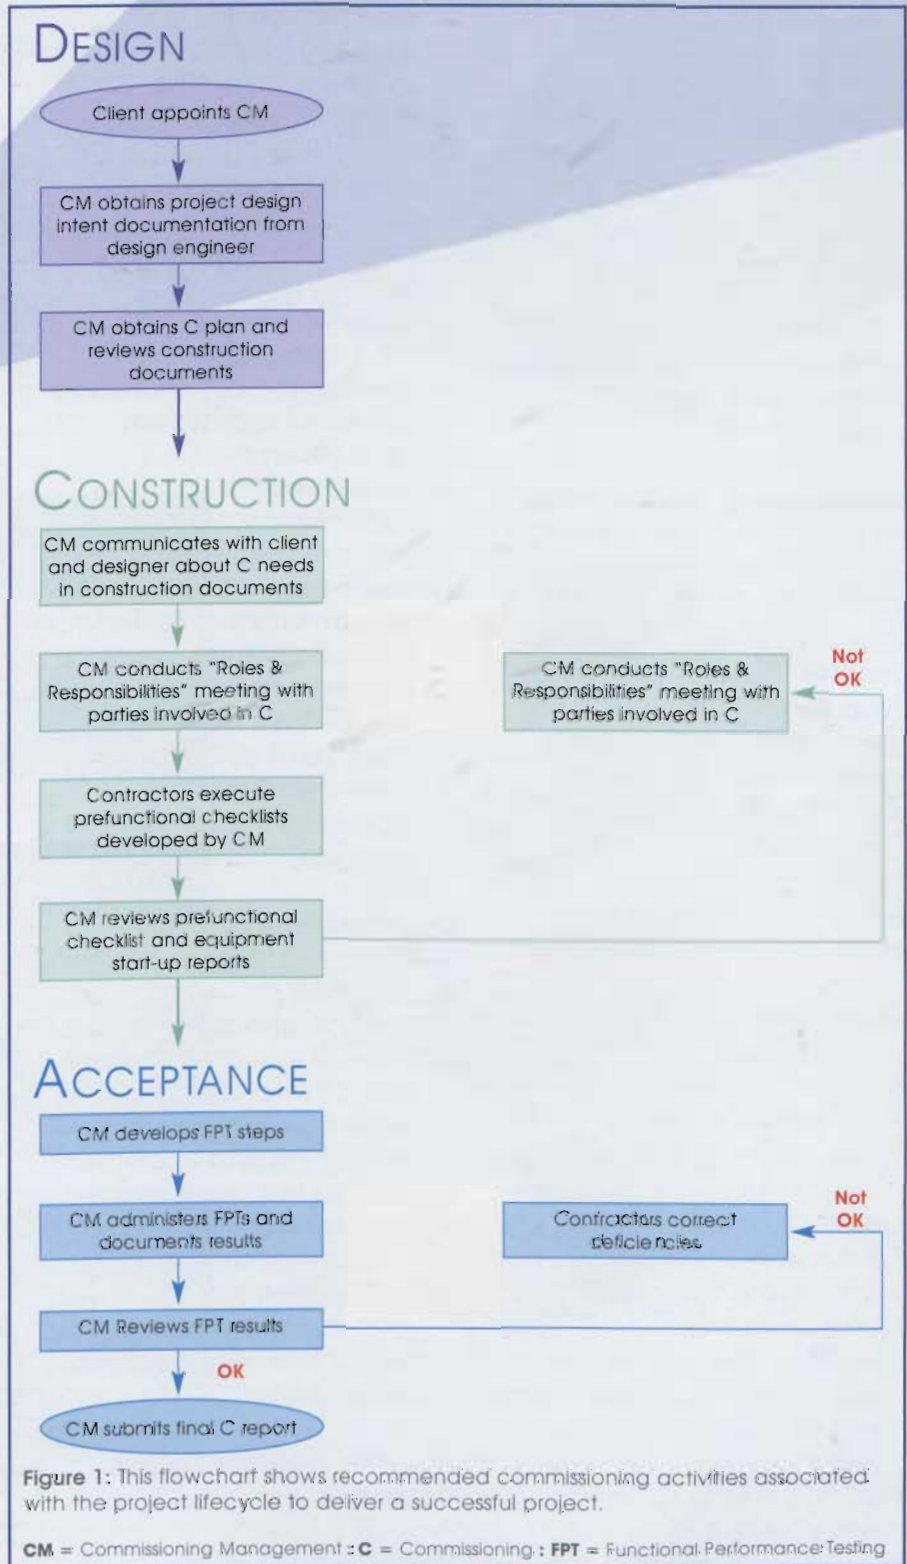 DESIGN
Client appoints CM
CM obtains project design
intent documentation from
design engineer
CM obtains C plan and
reviews construction
documents
CONSTRUCTION
CM communicates with client
and designer about C needs
in construction documents
CM conducts "Roles &
Responsibilities" meeting with
parties involved in C
CM conducts "Roles &
Responsibilities" meeting with
parties involved in C
Not
OK
Contractors execute
prefunctional checklists
developed by CM
CM reviews prefunctional
checklist and equipment
start-up reports
ACCEPTANCE
CM develops FPT steps
CM administers FPTs and
documents results
Contractors correct
deficiencies
Not
OK
CM Reviews FPT results
OK
CM submits final C report
Figure 1: This flowchart shows recommended commissioning activities associated
with the project lifecycle to deliver a successful project.
CM = Commissioning Management : C = Commissioning : FPT = Functional Performance Testing